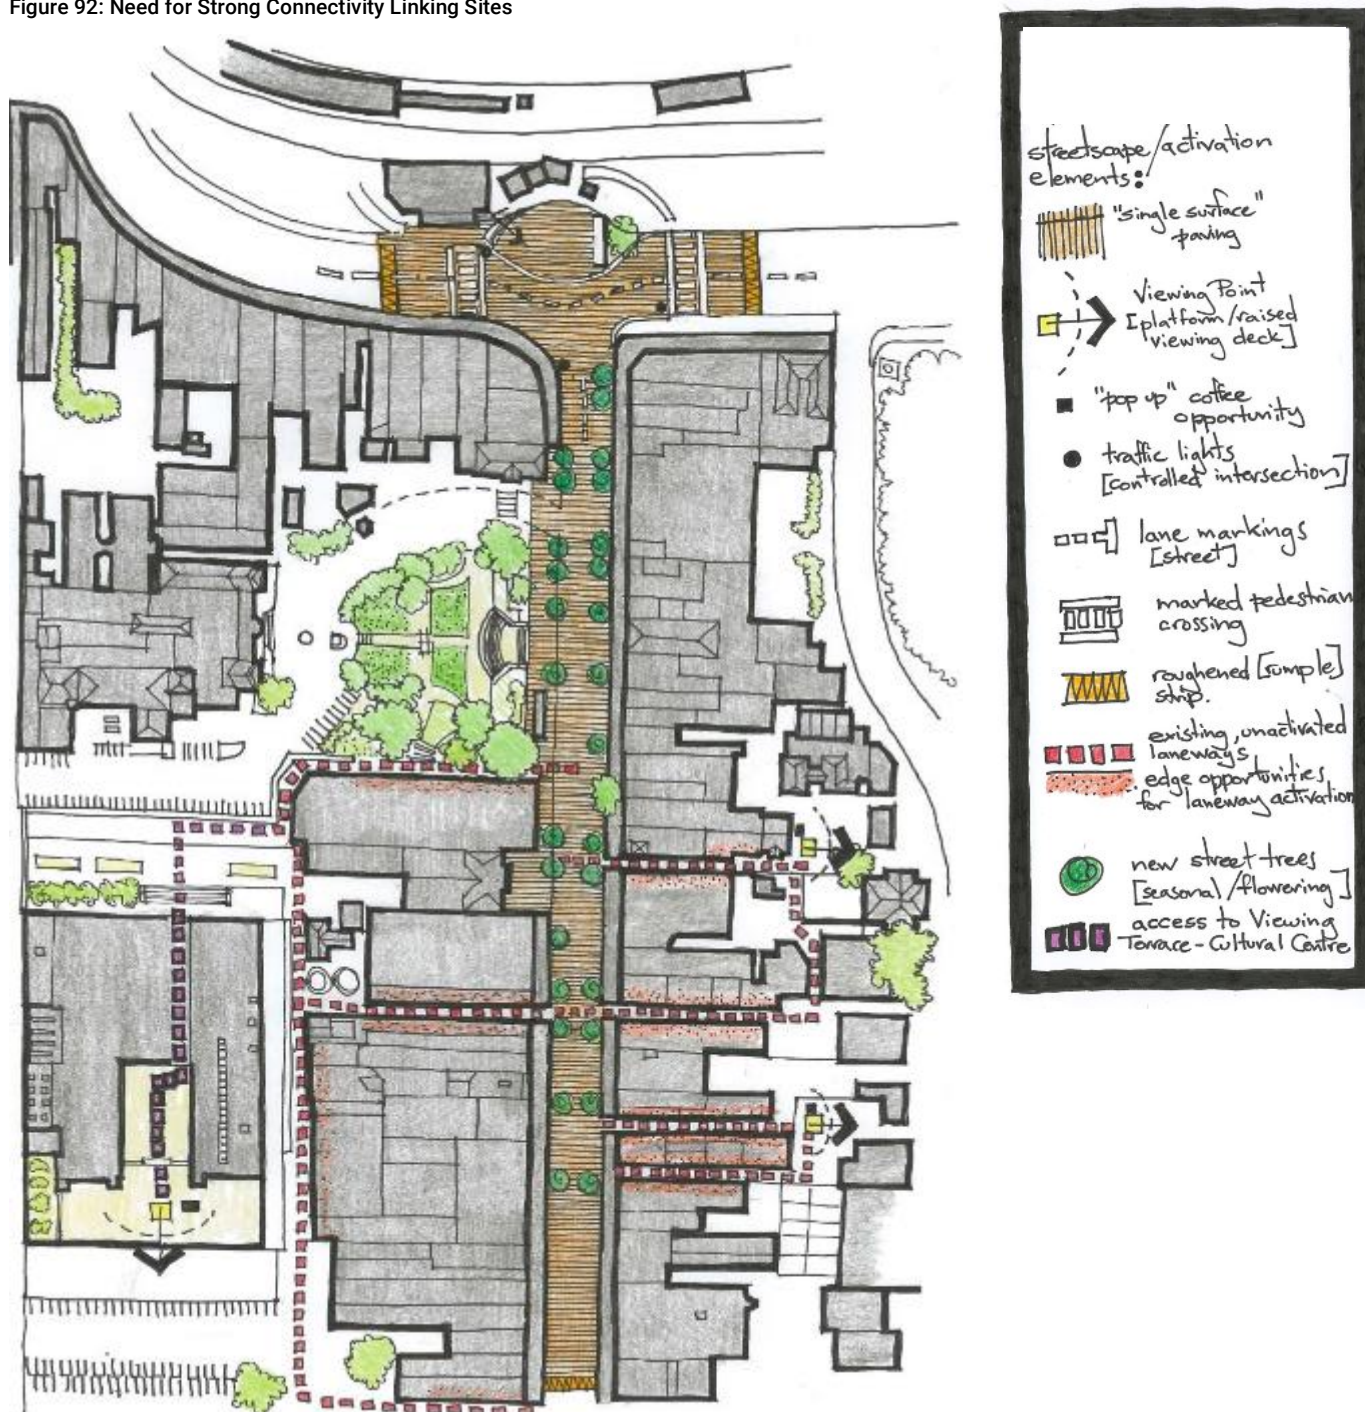 Figure 92: Need for Strong Connectivity Linking Sites
streetscape/activation
elements:
"single surface"
paving
Viewing Point
[platform/raised
viewing deck]
"pop up" coffee
opportunity
traffic lights
[controlled intersection]
lane markings
[street]
marked pedestrian
crossing
roughened [rumple]
strip.
existing, unactivated
laneways
edge opportunities
for laneway activation
new street trees
[seasonal/flowering]
access to Viewing
Terrace-Cultural Centre